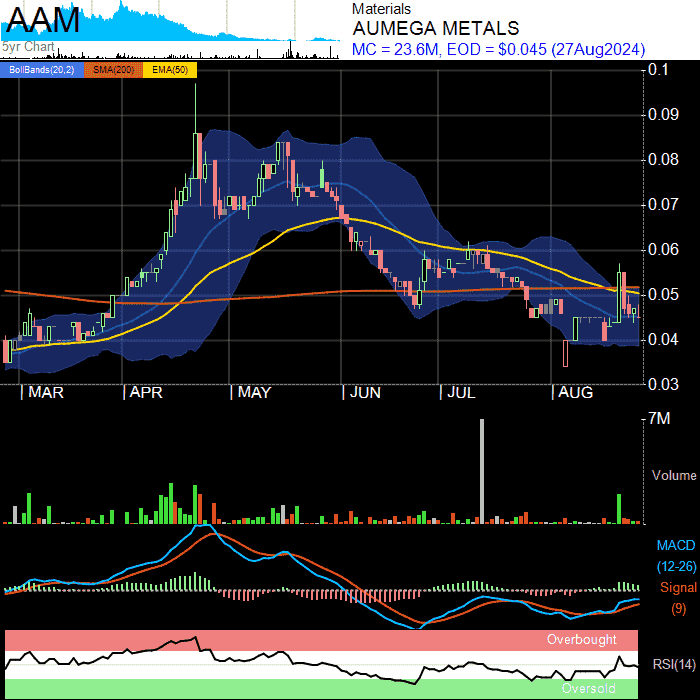 AAM
5yr Chart
Materials
AUMEGA METALS
MC = 23.6M, EOD = $0.045 (27Aug2024)
BollBands(20,2) SMA(200) EMA(50)
0.1
0.09
0.08
0.07
0.06
0.05
0.04
0.03
| MAR | APR | MAY | JUN | JUL | AUG
7M
Volume
MACD
(12-26)
Signal
(9)
Overbought
RSI(14)
Oversold